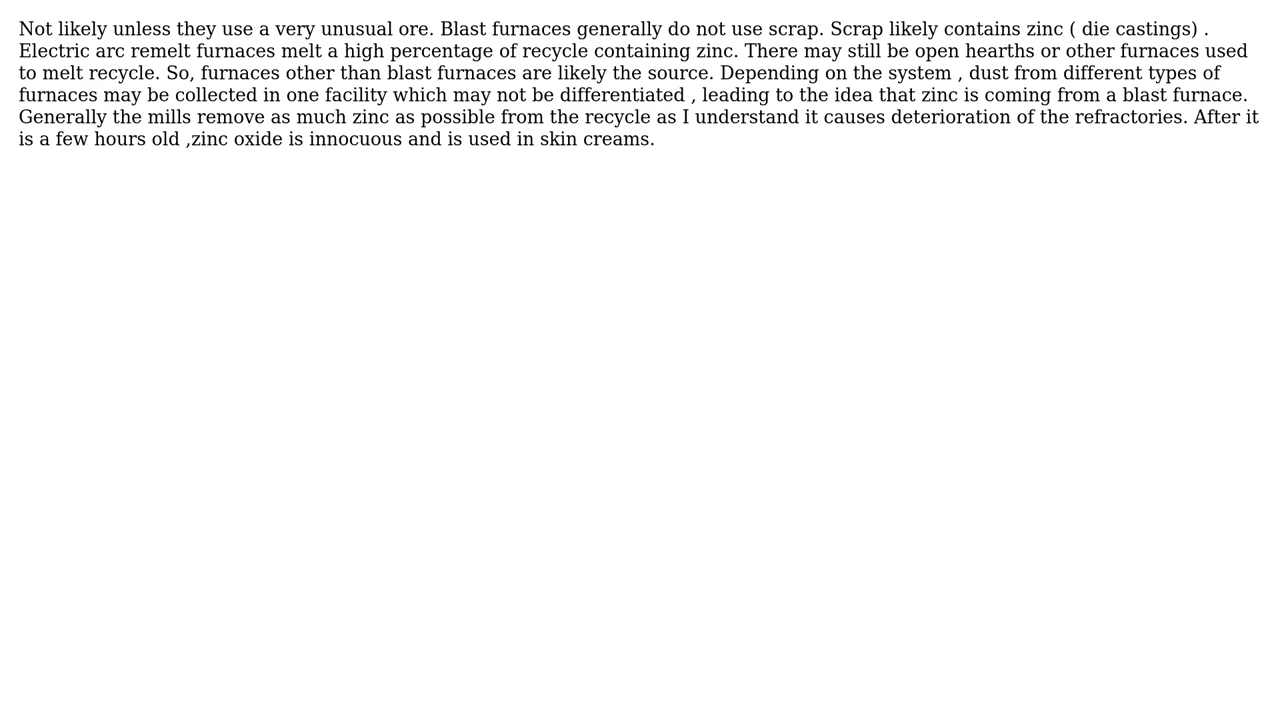 Not likely unless they use a very unusual ore. Blast furnaces generally do not use scrap. Scrap likely contains zinc ( die castings) .
Electric arc remelt furnaces melt a high percentage of recycle containing zinc. There may still be open hearths or other furnaces used
to melt recycle. So, furnaces other than blast furnaces are likely the source. Depending on the system , dust from different types of
furnaces may be collected in one facility which may not be differentiated , leading to the idea that zinc is coming from a blast furnace.
Generally the mills remove as much zinc as possible from the recycle as I understand it causes deterioration of the refractories. After it
is a few hours old ,zinc oxide is innocuous and is used in skin creams.